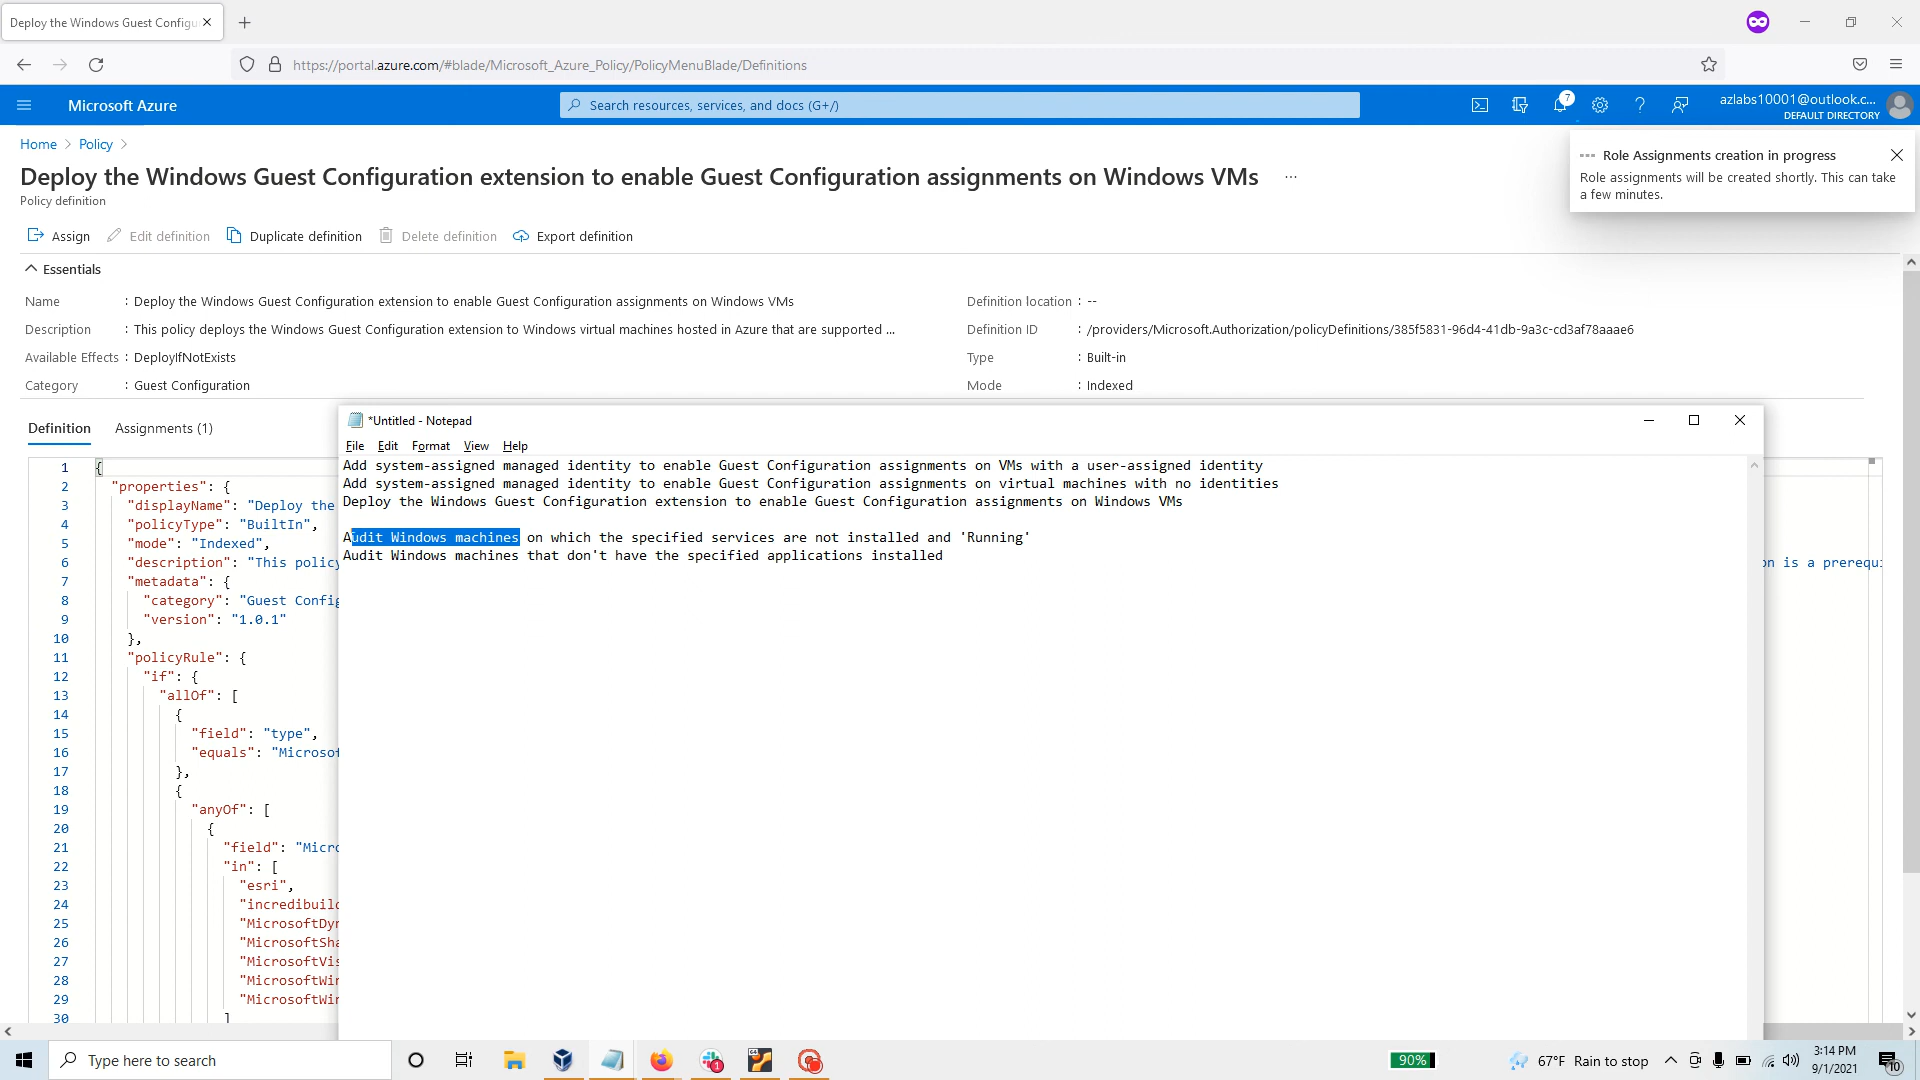 Deploy the Windows Guest Configu
https://portal.azure.com/#blade/Microsoft_Azure_Policy/PolicyMenuBlade/Definitions
Microsoft Azure
Search resources, services, and docs (G+/)
7
azlabs10001@outlook.c...
DEFAULT DIRECTORY
Home > Policy >
Role Assignments creation in progress
Role assignments will be created shortly. This can take
a few minutes.
Deploy the Windows Guest Configuration extension to enable Guest Configuration assignments on Windows VMs ...
Policy definition
Assign Edit definition Duplicate definition Delete definition Export definition
Essentials
Name : Deploy the Windows Guest Configuration extension to enable Guest Configuration assignments on Windows VMs
Definition location : --
Description : This policy deploys the Windows Guest Configuration extension to Windows virtual machines hosted in Azure that are supported ...
Definition ID : /providers/Microsoft.Authorization/policyDefinitions/385f5831-96d4-41db-9a3c-cd3af78aaae6
Available Effects : DeployIfNotExists
Type : Built-in
Category : Guest Configuration
Mode : Indexed
Definition Assignments (1)
*Untitled - Notepad
File Edit Format View Help
Add system-assigned managed identity to enable Guest Configuration assignments on VMs with a user-assigned identity
Add system-assigned managed identity to enable Guest Configuration assignments on virtual machines with no identities
Deploy the Windows Guest Configuration extension to enable Guest Configuration assignments on Windows VMs
Audit Windows machines on which the specified services are not installed and 'Running'
Audit Windows machines that don't have the specified applications installed
1 {
2 "properties": {
3 "displayName": "Deploy the
4 "policyType": "BuiltIn",
5 "mode": "Indexed",
6 "description": "This policy
on is a prerequi
7 "metadata": {
8 "category": "Guest Config
9 "version": "1.0.1"
10 },
11 "policyRule": {
12 "if": {
13 "allOf": [
14 {
15 "field": "type",
16 "equals": "Microsof
17 },
18 {
19 "anyOf": [
20 {
21 "field": "Micro
22 "in": [
23 "esri",
24 "incredibuild
25 "MicrosoftDyn
26 "MicrosoftSha
27 "MicrosoftVis
28 "MicrosoftWin
29 "MicrosoftWin
30 ]
Type here to search
1
90%
67°F Rain to stop
3:14 PM
9/1/2021
10